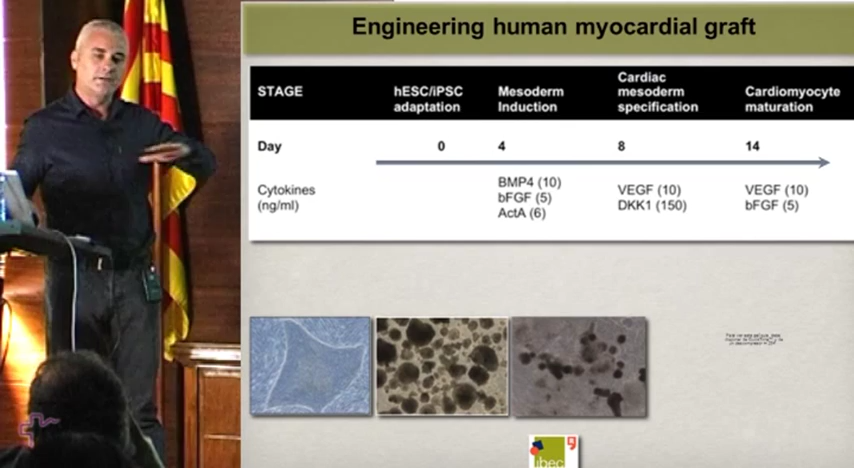 Engineering human myocardial graft
STAGE
hESC/iPSC
adaptation
Mesoderm
Induction
Cardiac
mesoderm
specification
Cardiomyocyte
maturation
Day
0
4
8
14
Cytokines
(ng/ml)
BMP4 (10)
bFGF (5)
ActA (6)
VEGF (10)
DKK1 (150)
VEGF (10)
bFGF (5)
ibec